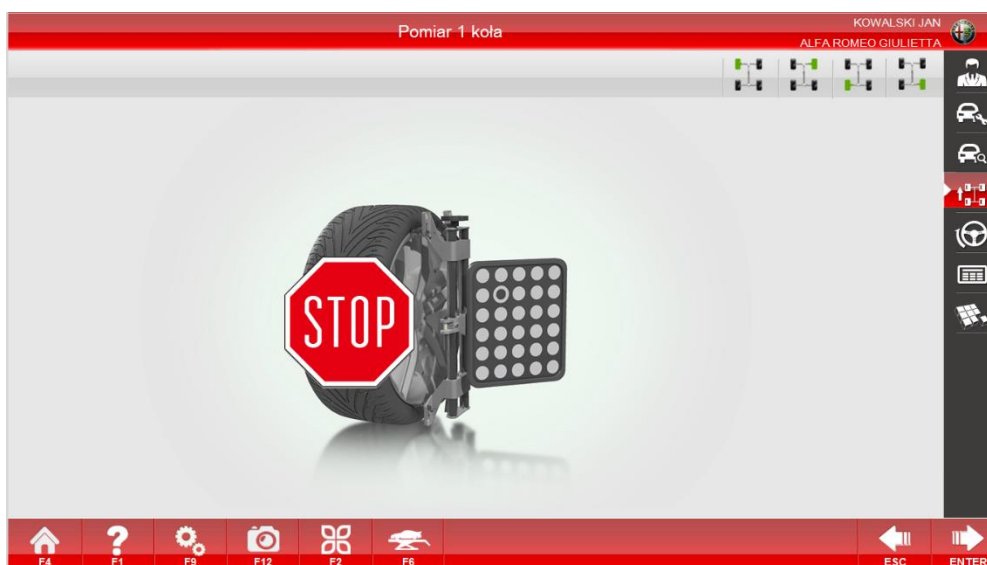 Pomiar 1 koła
KOWALSKI JAN
ALFA ROMEO GIULIETTA
STOP
F4
F1
F9
F12
F2
F6
ESC
ENTER